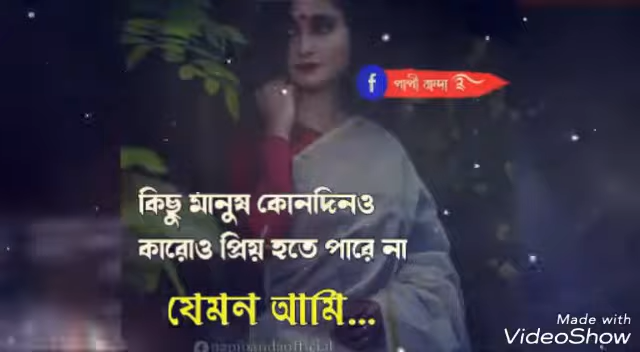 কিছু মানুষ কোনদিনও
কারোও প্রিয় হতে পারে না
যেমন আমি...
Made with
VideoShow